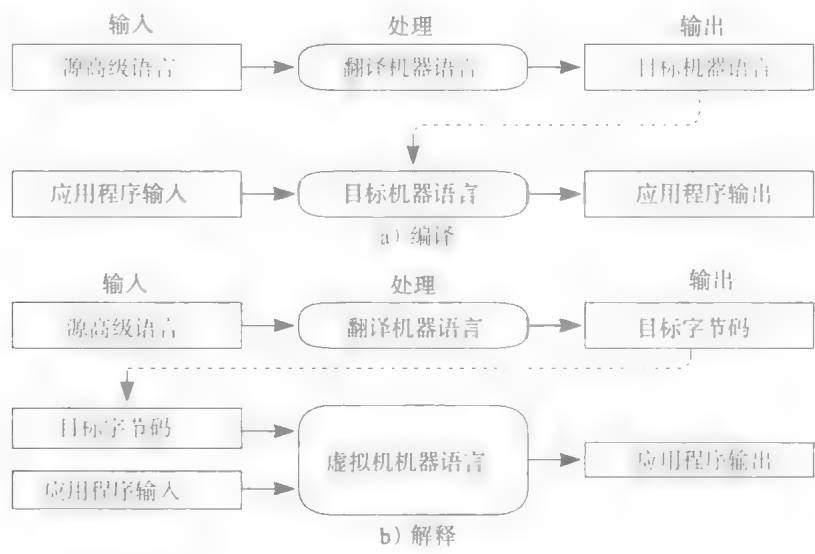 输入 处理 输出
源高级语言 翻译机器语言 目标机器语言
应用程序输入 目标机器语言 应用程序输出
a) 编译
输入 处理 输出
源高级语言 翻译机器语言 目标字节码
目标字节码
虚拟机机器语言
应用程序输出
应用程序输入
b) 解释